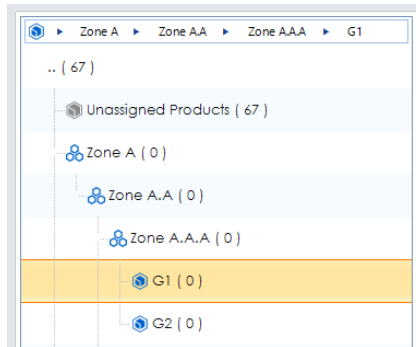 Zone A Zone A.A Zone A.A.A G1
.. ( 67 )
Unassigned Products ( 67 )
Zone A ( 0 )
Zone A.A ( 0 )
Zone A.A.A ( 0 )
G1 ( 0 )
G2 ( 0 )